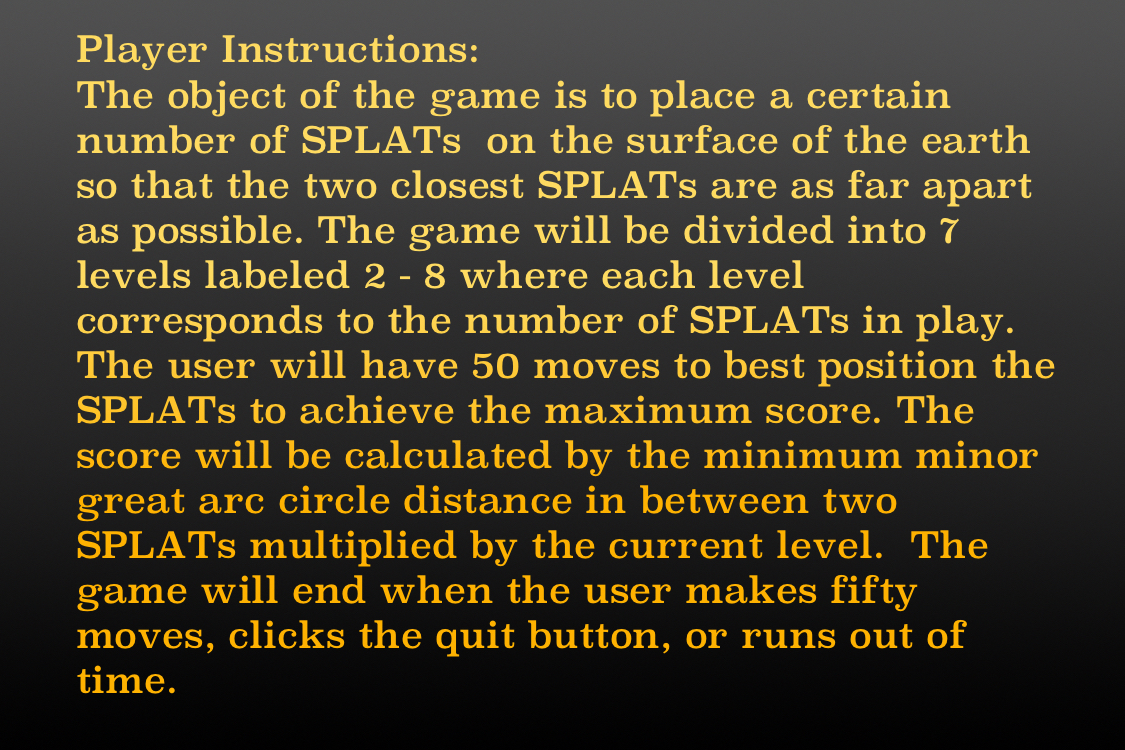 Player Instructions:
The object of the game is to place a certain
number of SPLATs  on the surface of the earth
so that the two closest SPLATs are as far apart
as possible. The game will be divided into 7
levels labeled 2 - 8 where each level
corresponds to the number of SPLATs in play.
The user will have 50 moves to best position the
SPLATs to achieve the maximum score. The
score will be calculated by the minimum minor
great arc circle distance in between two
SPLATs multiplied by the current level.  The
game will end when the user makes fifty
moves, clicks the quit button, or runs out of
time.